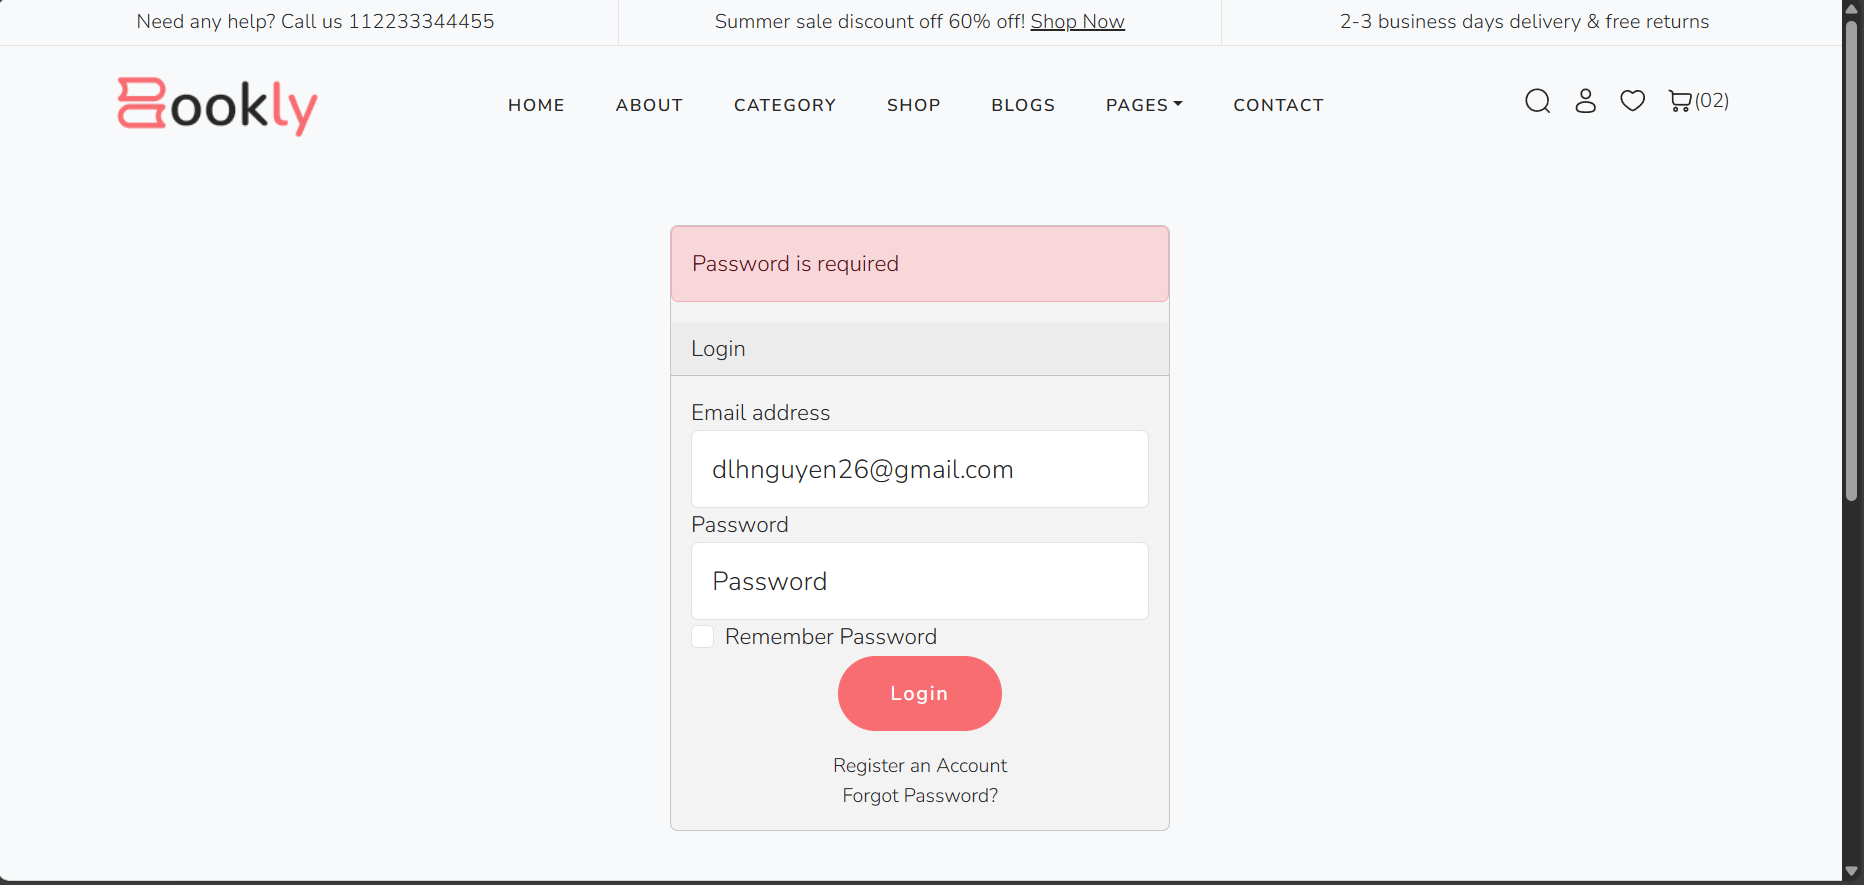 Need any help? Call us 112233344455
Summer sale discount off 60% off! Shop Now
2-3 business days delivery & free returns
Bookly
HOME
ABOUT
CATEGORY
SHOP
BLOGS
PAGES
CONTACT
(02)
Password is required
Login
Email address
dlhnguyen26@gmail.com
Password
Password
Remember Password
Login
Register an Account
Forgot Password?